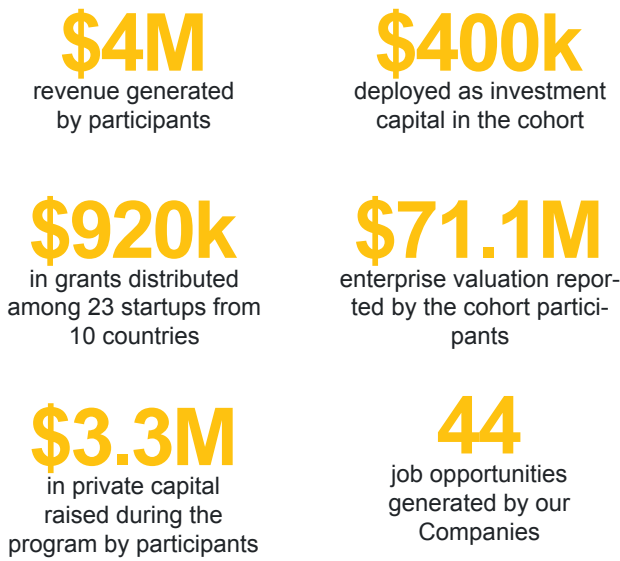 $4M
revenue generated
by participants
$400k
deployed as investment
capital in the cohort
$920k
in grants distributed
among 23 startups from
10 countries
$71.1M
enterprise valuation repor-
ted by the cohort partici-
pants
$3.3M
in private capital
raised during the
program by participants
44
job opportunities
generated by our
Companies